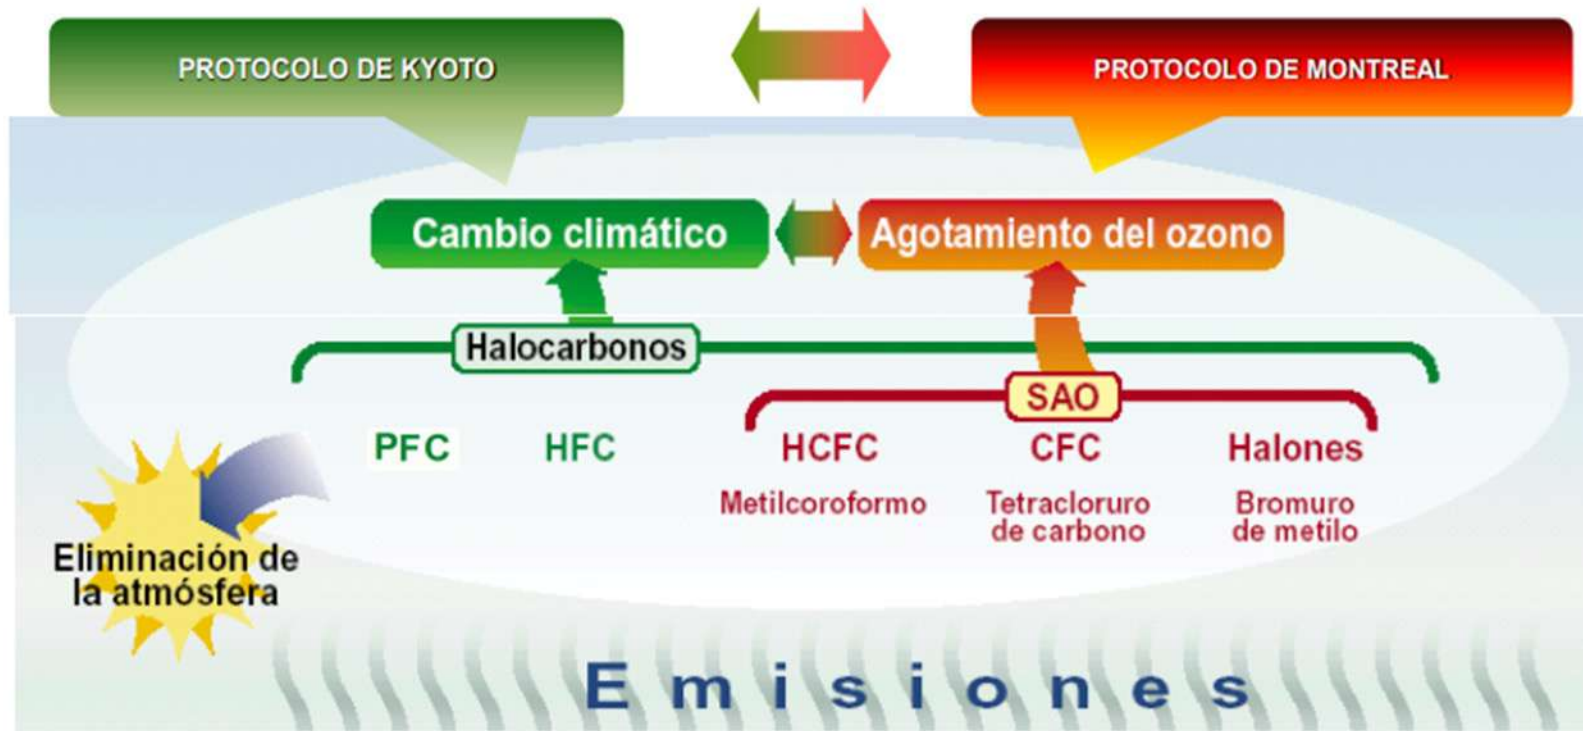 PROTOCOLO DE KYOTO
PROTOCOLO DE MONTREAL
Cambio climático
Agotamiento del ozono
Halocarbonos
SAO
PFC
HFC
HCFC
CFC
Halones
Metilcoroformo
Tetracloruro
de carbono
Bromuro
de metilo
Eliminación de
la atmósfera
Emisiones